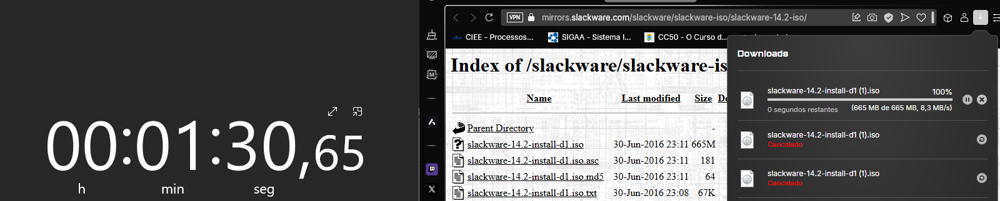 00:01:30,65
h min seg
VPN mirrors.slackware.com/slackware/slackware-iso/slackware-14.2-iso/
CIEE - Processos... SIGAA - Sistema I... CC50 - O Curso d...
Index of /slackware/slackware-is
Name Last modified Size De
Parent Directory -
slackware-14.2-install-d1.iso 30-Jun-2016 23:11 665M
slackware-14.2-install-d1.iso.asc 30-Jun-2016 23:11 181
slackware-14.2-install-d1.iso.md5 30-Jun-2016 23:11 64
slackware-14.2-install-d1.iso.txt 30-Jun-2016 23:08 67K
Downloads
slackware-14.2-install-d1 (1).iso 100%
0 segundos restantes (665 MB de 665 MB, 8,3 MB/s)
slackware-14.2-install-d1 (1).iso
Cancelado
slackware-14.2-install-d1 (1).iso
Cancelado